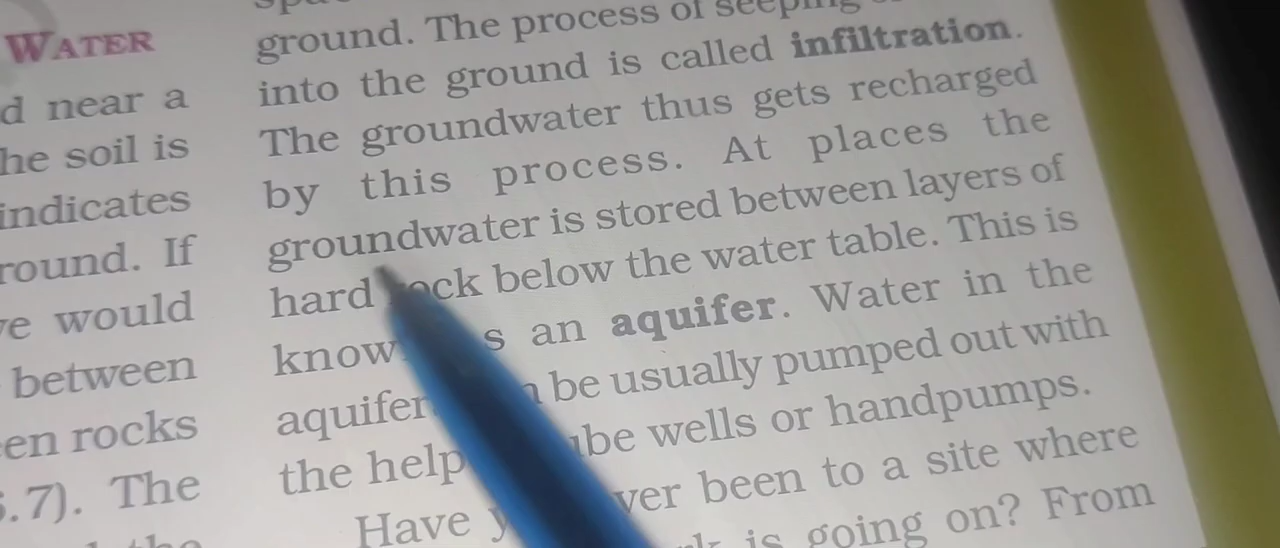 WATER
d near a
he soil is
indicates
round. If
e would
between
en rocks
.7). The
the
ground. The process of seeping
into the ground is called infiltration.
The groundwater thus gets recharged
by this process. At places the
groundwater is stored between layers of
hard rock below the water table. This is
know s an aquifer. Water in the
aquifer be usually pumped out with
the help wells or handpumps.
Have been to a site where
is going on? From